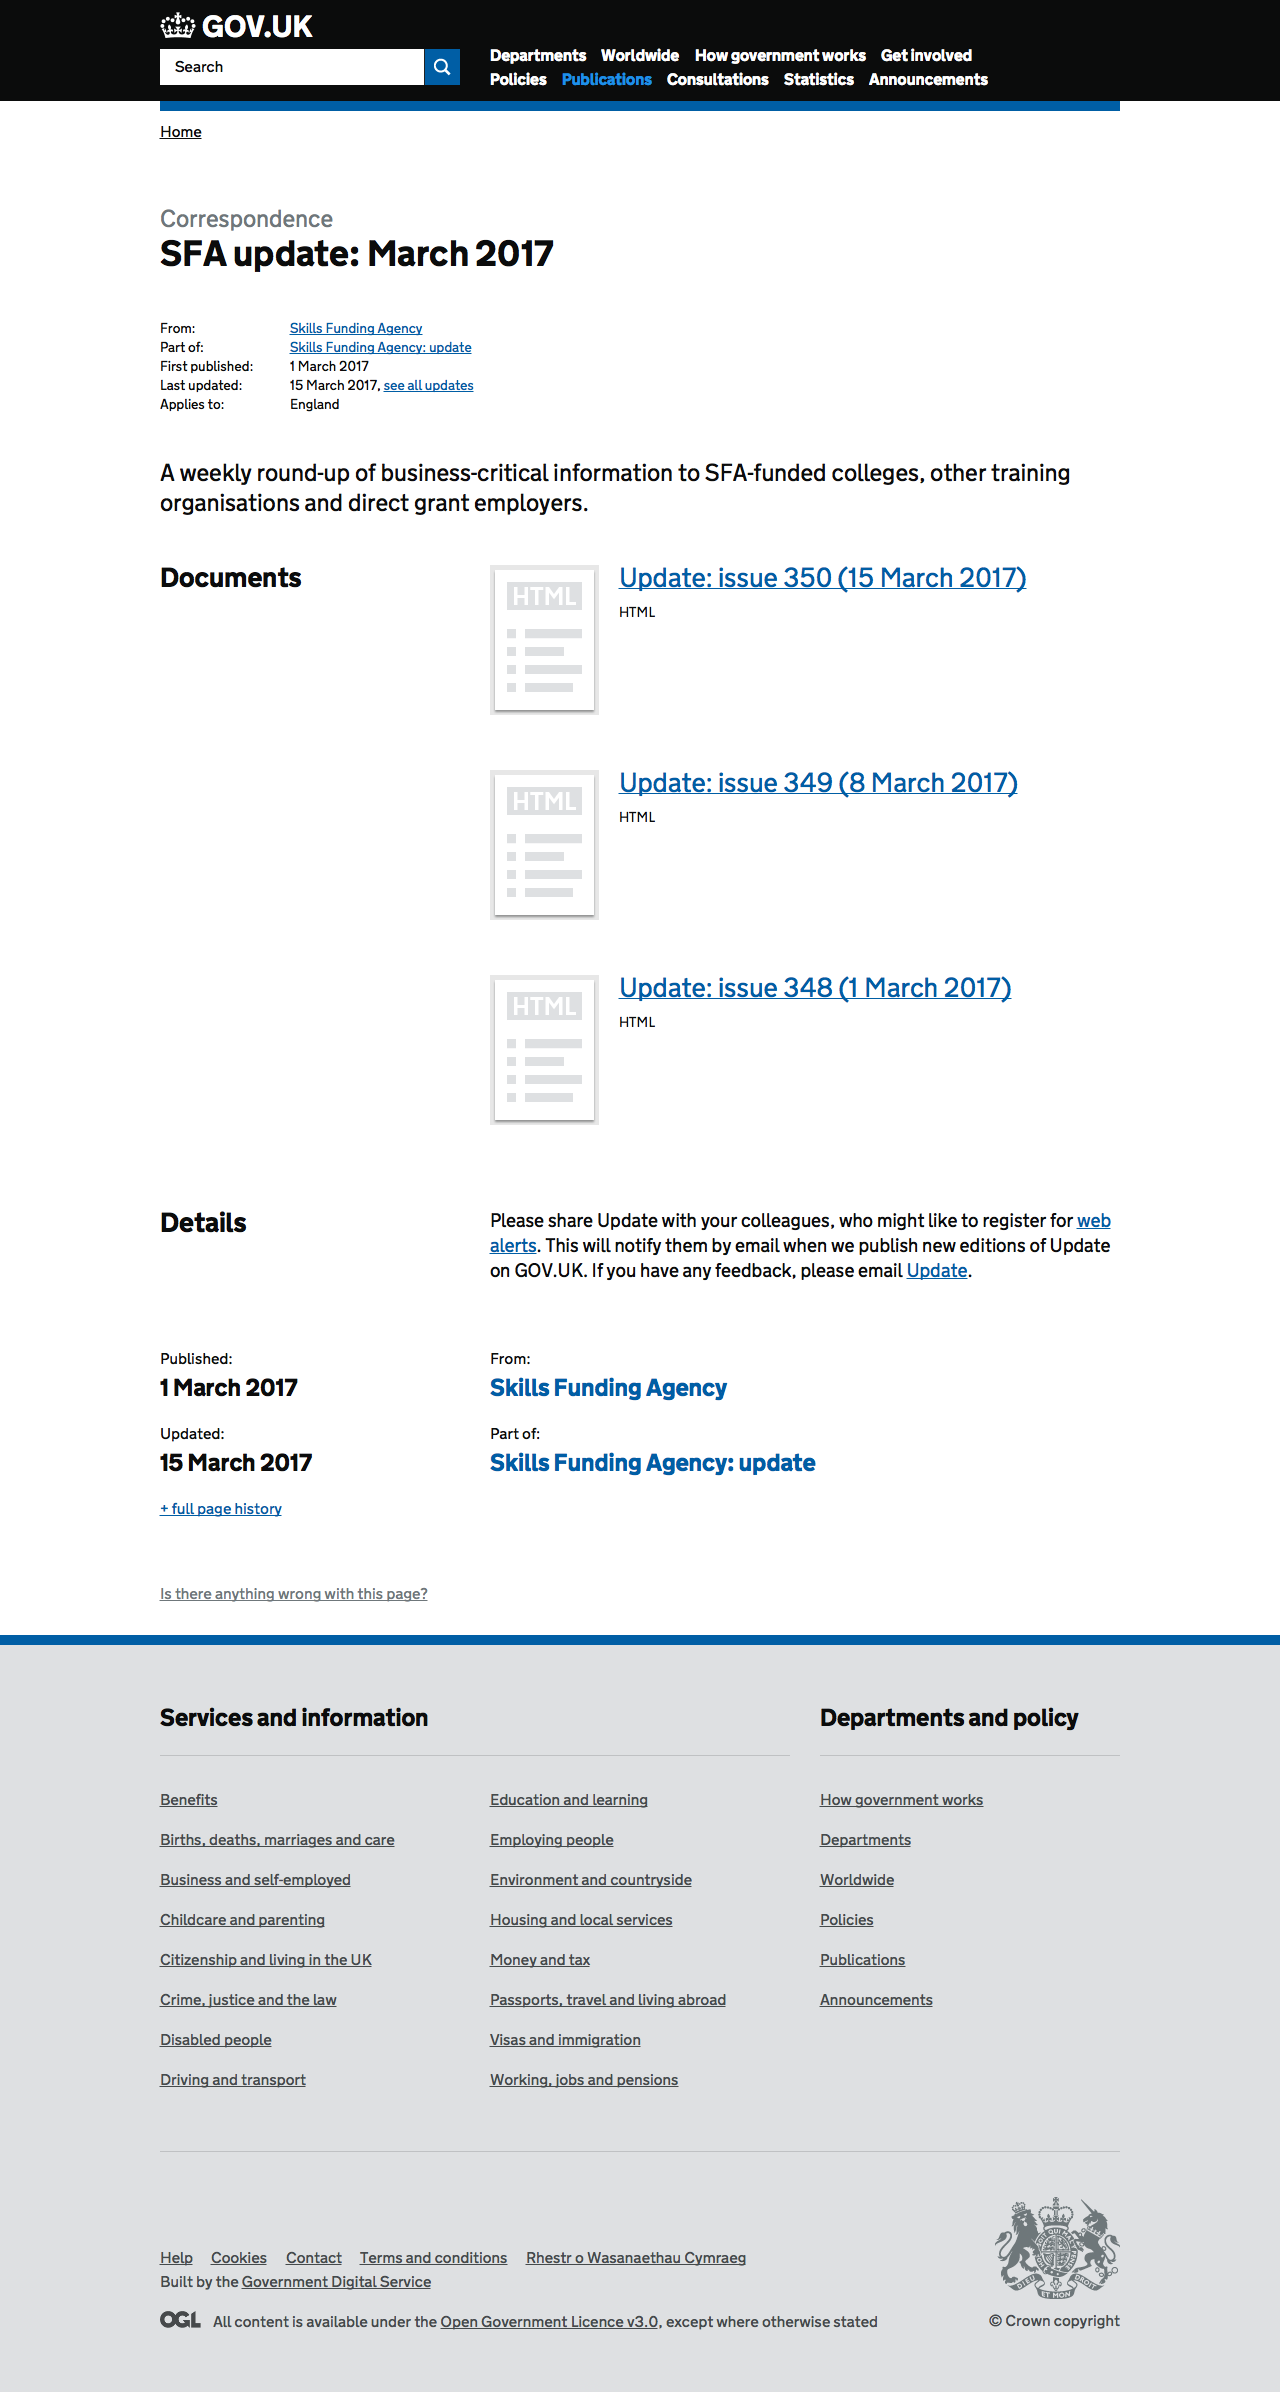 GOV.UK
Search
Departments Worldwide How government works Get involved
Policies Publications Consultations Statistics Announcements
Home
Correspondence
SFA update: March 2017
From: Skills Funding Agency
Part of: Skills Funding Agency: update
First published: 1 March 2017
Last updated: 15 March 2017, see all updates
Applies to: England
A weekly round-up of business-critical information to SFA-funded colleges, other training
organisations and direct grant employers.
Documents
HTML
Update: issue 350 (15 March 2017)
HTML
HTML
Update: issue 349 (8 March 2017)
HTML
HTML
Update: issue 348 (1 March 2017)
HTML
Details
Please share Update with your colleagues, who might like to register for web
alerts. This will notify them by email when we publish new editions of Update
on GOV.UK. If you have any feedback, please email Update.
Published:
1 March 2017
From:
Skills Funding Agency
Updated:
15 March 2017
Part of:
Skills Funding Agency: update
+ full page history
Is there anything wrong with this page?
Services and information
Benefits
Births, deaths, marriages and care
Business and self-employed
Childcare and parenting
Citizenship and living in the UK
Crime, justice and the law
Disabled people
Driving and transport
Education and learning
Employing people
Environment and countryside
Housing and local services
Money and tax
Passports, travel and living abroad
Visas and immigration
Working, jobs and pensions
Departments and policy
How government works
Departments
Worldwide
Policies
Publications
Announcements
Help Cookies Contact Terms and conditions Rhestr o Wasanaethau Cymraeg
Built by the Government Digital Service
OGL All content is available under the Open Government Licence v3.0, except where otherwise stated
DIEU ET MON DROIT
© Crown copyright